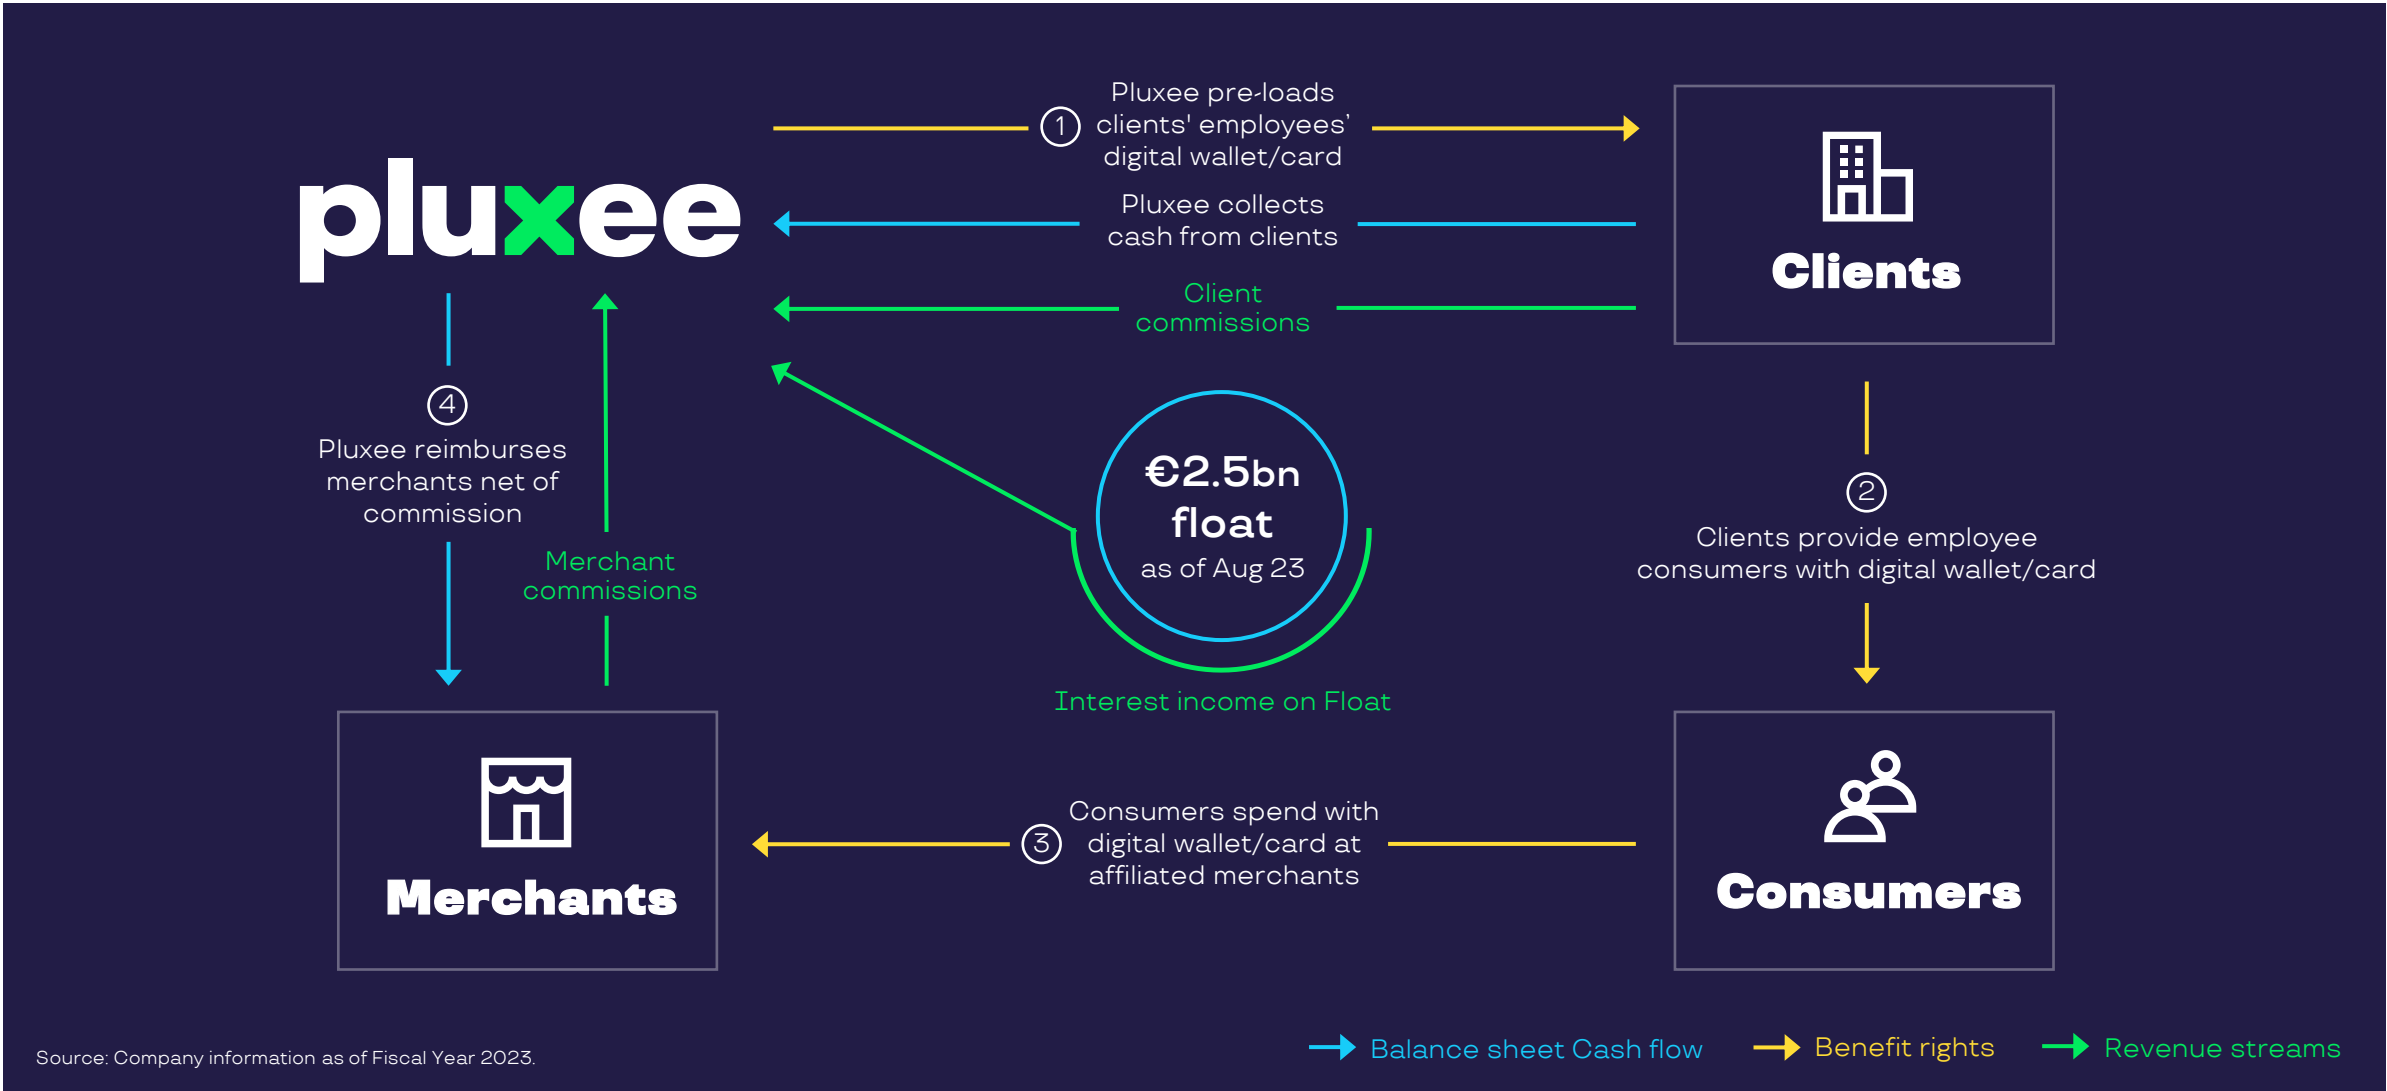 pluxee
1
Pluxee pre-loads
clients' employees’
digital wallet/card
Pluxee collects
cash from clients
Client
commissions
Clients
4
Pluxee reimburses
merchants net of
commission
Merchant
commissions
€2.5bn
float
as of Aug 23
Interest income on Float
2
Clients provide employee
consumers with digital wallet/card
Merchants
3
Consumers spend with
digital wallet/card at
affiliated merchants
Consumers
Source: Company information as of Fiscal Year 2023.
Balance sheet Cash flow
Benefit rights
Revenue streams